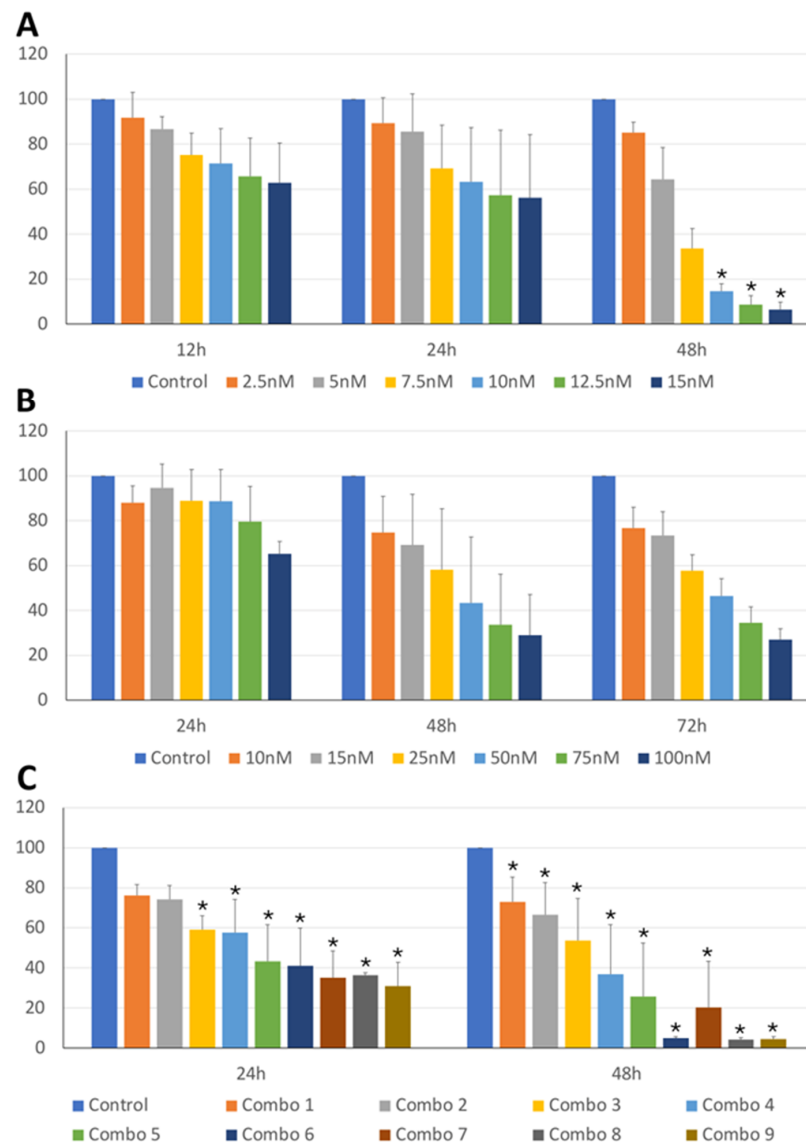 A
120
100
80
60
40
20
0
* * *
12h 24h 48h
Control 2.5nM 5nM 7.5nM 10nM 12.5nM 15nM
B
120
100
80
60
40
20
0
24h 48h 72h
Control 10nM 15nM 25nM 50nM 75nM 100nM
C
120
100
80
60
40
20
0
* * * * * * * * * * * * * * * *
24h 48h
Control Combo 1 Combo 2 Combo 3 Combo 4
Combo 5 Combo 6 Combo 7 Combo 8 Combo 9